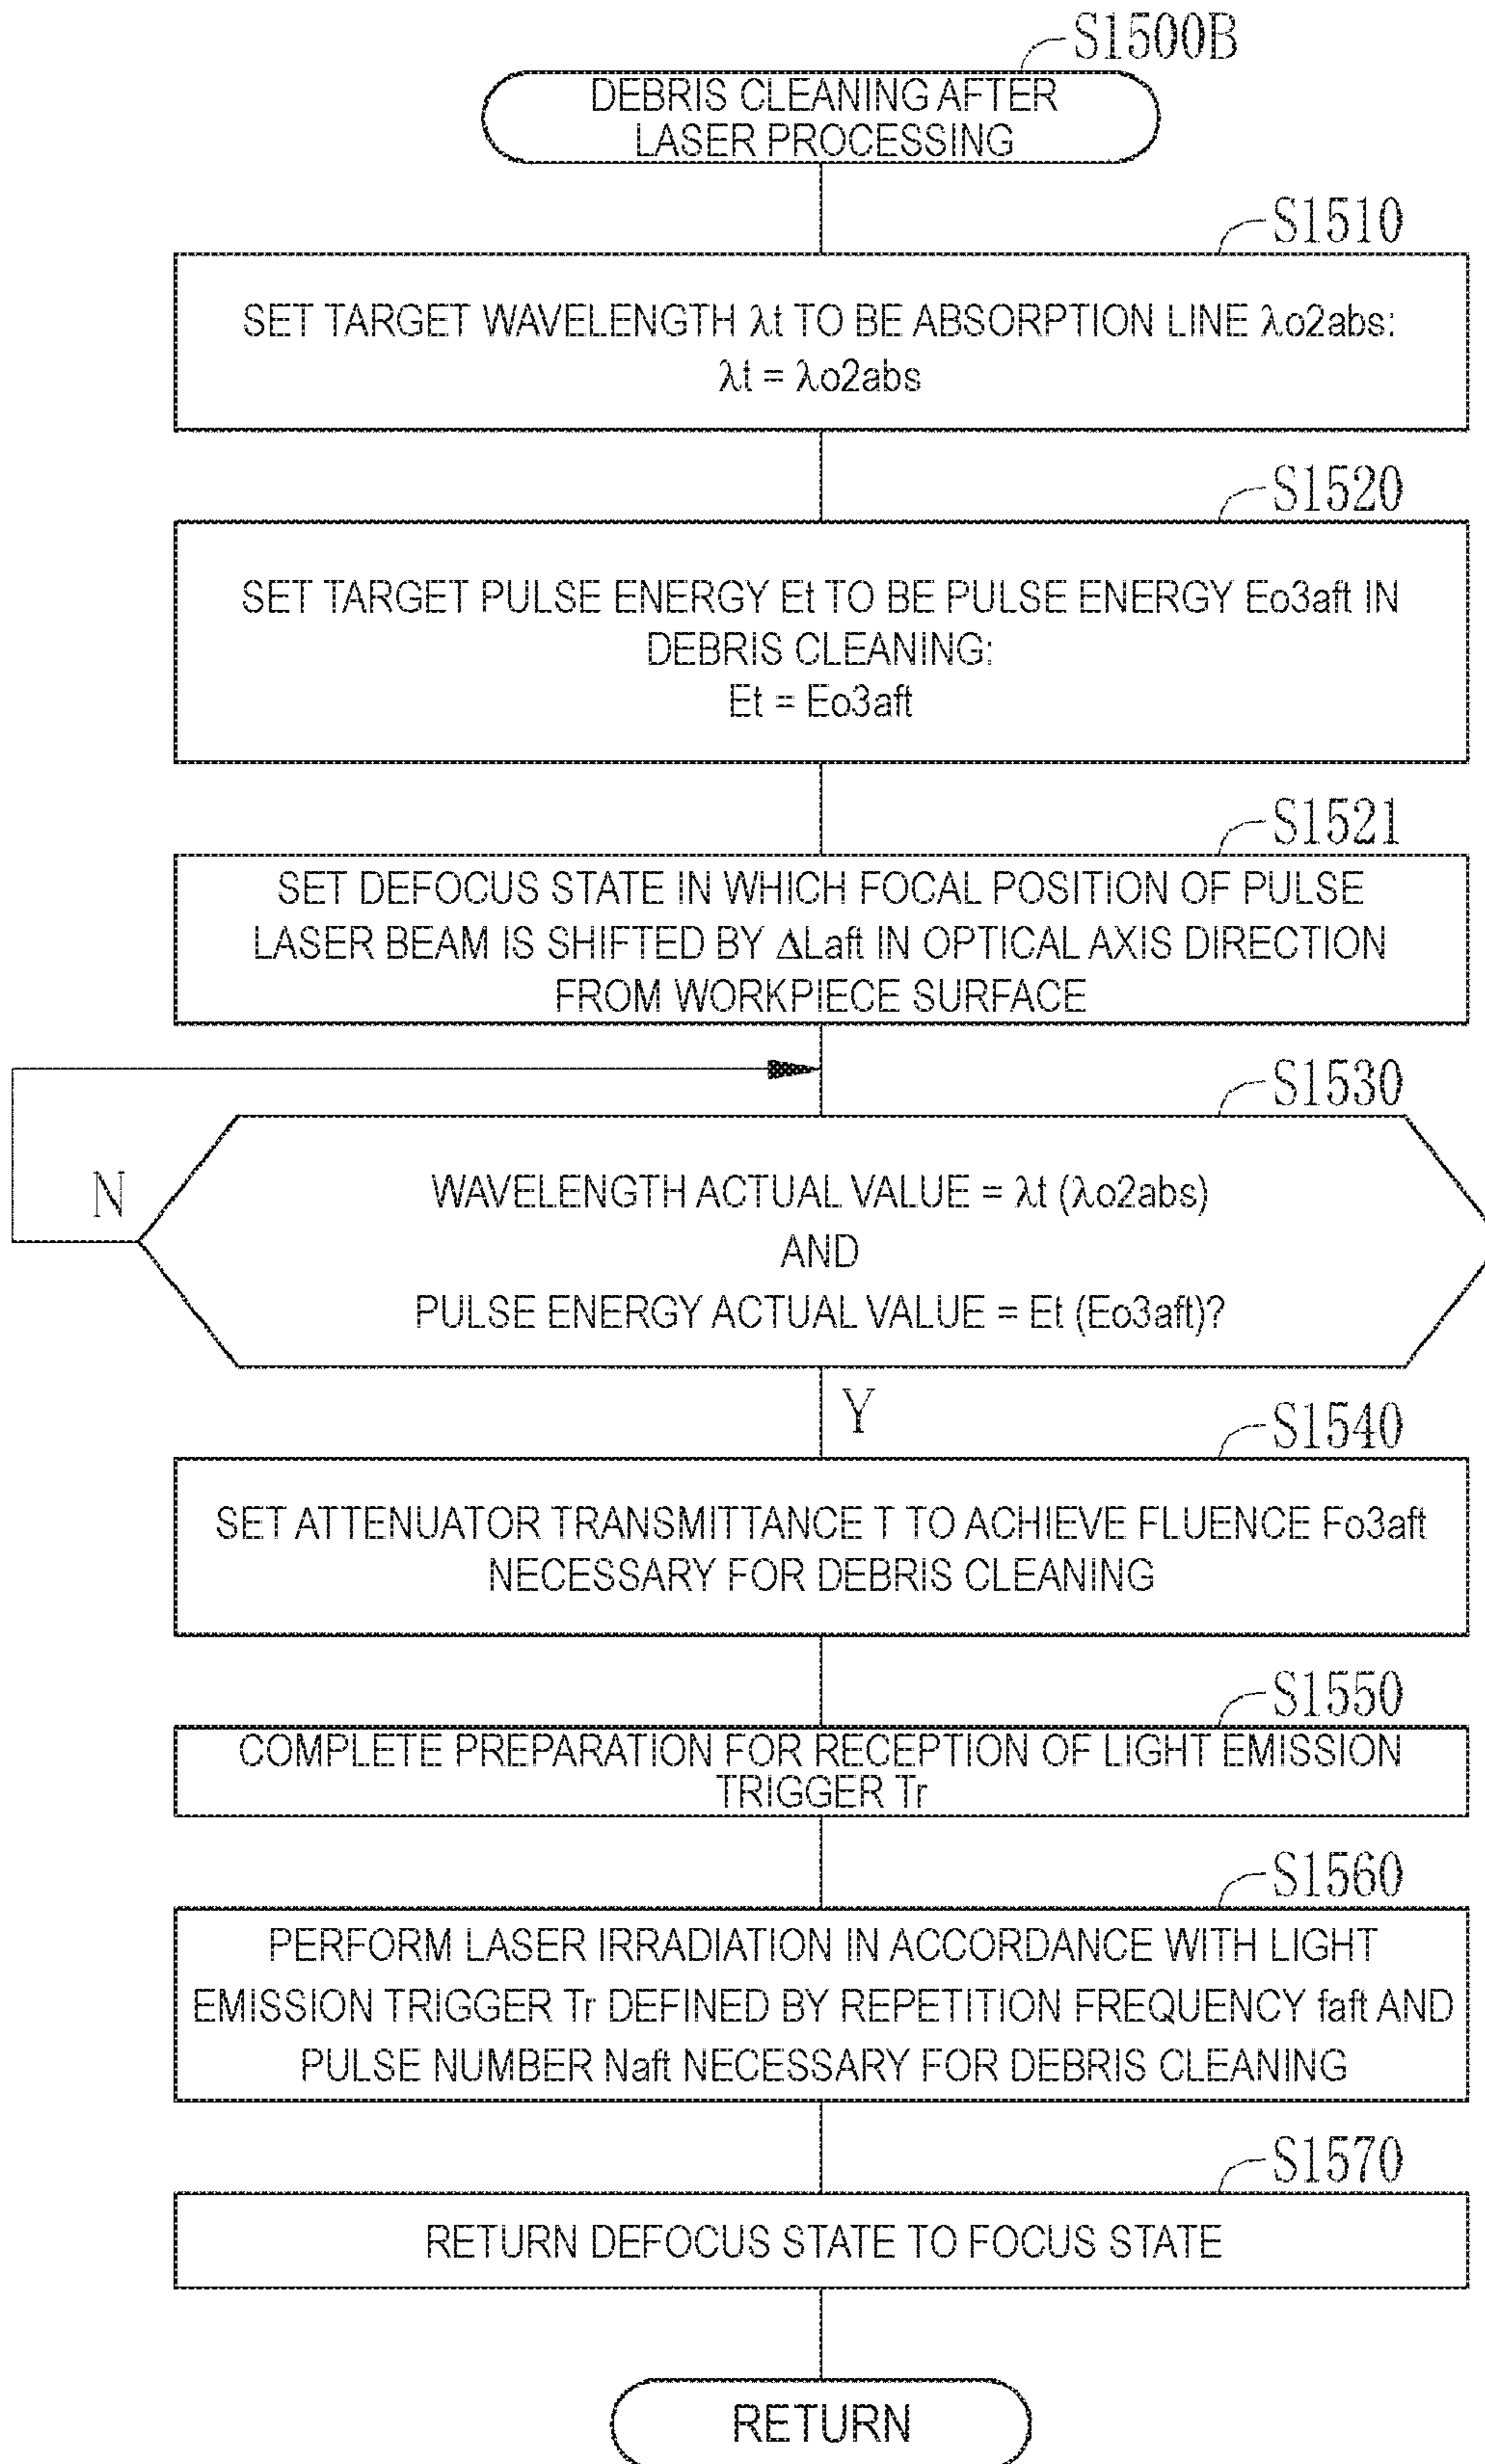 S1500B
DEBRIS CLEANING AFTER
LASER PROCESSING
S1510
SET TARGET WAVELENGTH λt TO BE ABSORPTION LINE λo2abs:
λt = λo2abs
S1520
SET TARGET PULSE ENERGY Et TO BE PULSE ENERGY Eo3aft IN
DEBRIS CLEANING:
Et = Eo3aft
S1521
SET DEFOCUS STATE IN WHICH FOCAL POSITION OF PULSE
LASER BEAM IS SHIFTED BY ΔLaft IN OPTICAL AXIS DIRECTION
FROM WORKPIECE SURFACE
S1530
N
WAVELENGTH ACTUAL VALUE = λt (λo2abs)
AND
PULSE ENERGY ACTUAL VALUE = Et (Eo3aft)?
Y
S1540
SET ATTENUATOR TRANSMITTANCE T TO ACHIEVE FLUENCE Fo3aft
NECESSARY FOR DEBRIS CLEANING
S1550
COMPLETE PREPARATION FOR RECEPTION OF LIGHT EMISSION
TRIGGER Tr
S1560
PERFORM LASER IRRADIATION IN ACCORDANCE WITH LIGHT
EMISSION TRIGGER Tr DEFINED BY REPETITION FREQUENCY faft AND
PULSE NUMBER Naft NECESSARY FOR DEBRIS CLEANING
S1570
RETURN DEFOCUS STATE TO FOCUS STATE
RETURN